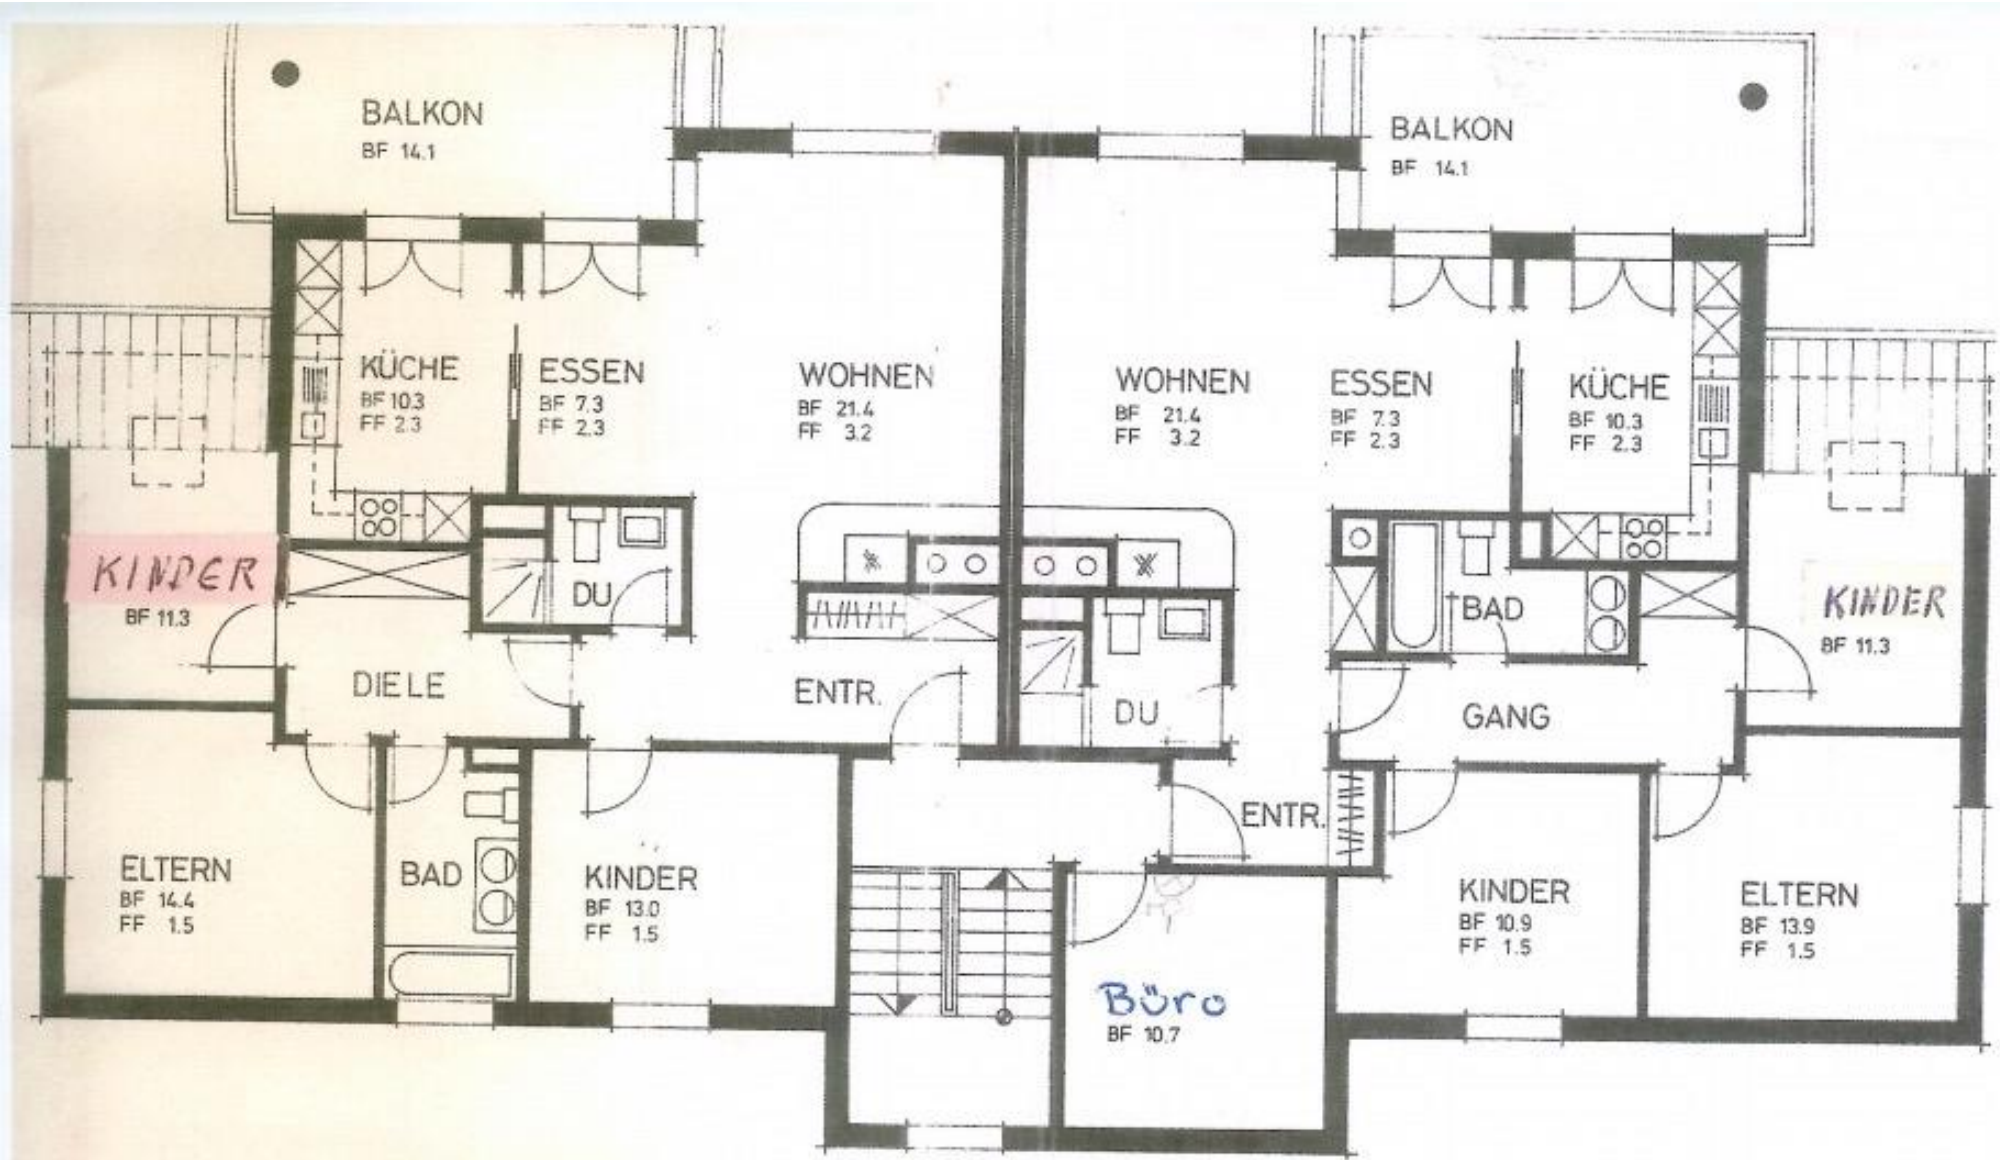 BALKON
BF 14.1
BALKON
BF 14.1
KÜCHE
BF 10.3
FF 2.3
ESSEN
BF 7.3
FF 2.3
WOHNEN
BF 21.4
FF 3.2
WOHNEN
BF 21.4
FF 3.2
ESSEN
BF 7.3
FF 2.3
KÜCHE
BF 10.3
FF 2.3
KINDER
BF 11.3
DU
BAD
KINDER
BF 11.3
DIELE
ENTR.
DU
GANG
ELTERN
BF 14.4
FF 1.5
BAD
KINDER
BF 13.0
FF 1.5
ENTR.
KINDER
BF 10.9
FF 1.5
ELTERN
BF 13.9
FF 1.5
Büro
BF 10.7